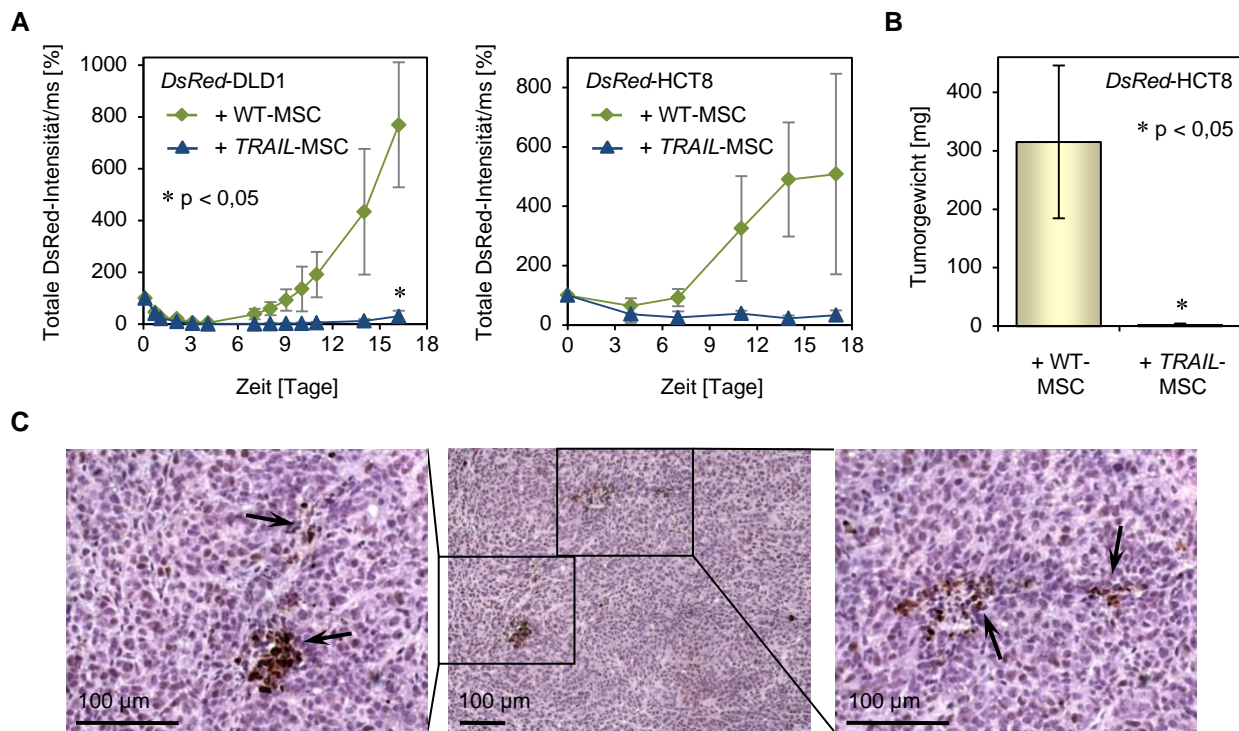 A
Totale DsRed-Intensität/ms [%]
1000
800
600
400
200
0
DsRed-DLD1
+ WT-MSC
+ TRAIL-MSC
* p < 0,05
*
0 3 6 9 12 15 18
Zeit [Tage]
Totale DsRed-Intensität/ms [%]
800
600
400
200
0
DsRed-HCT8
+ WT-MSC
+ TRAIL-MSC
0 3 6 9 12 15 18
Zeit [Tage]
B
Tumorgewicht [mg]
400
300
200
100
0
DsRed-HCT8
* p < 0,05
*
+ WT-
MSC
+ TRAIL-
MSC
C
100 µm
100 µm
100 µm